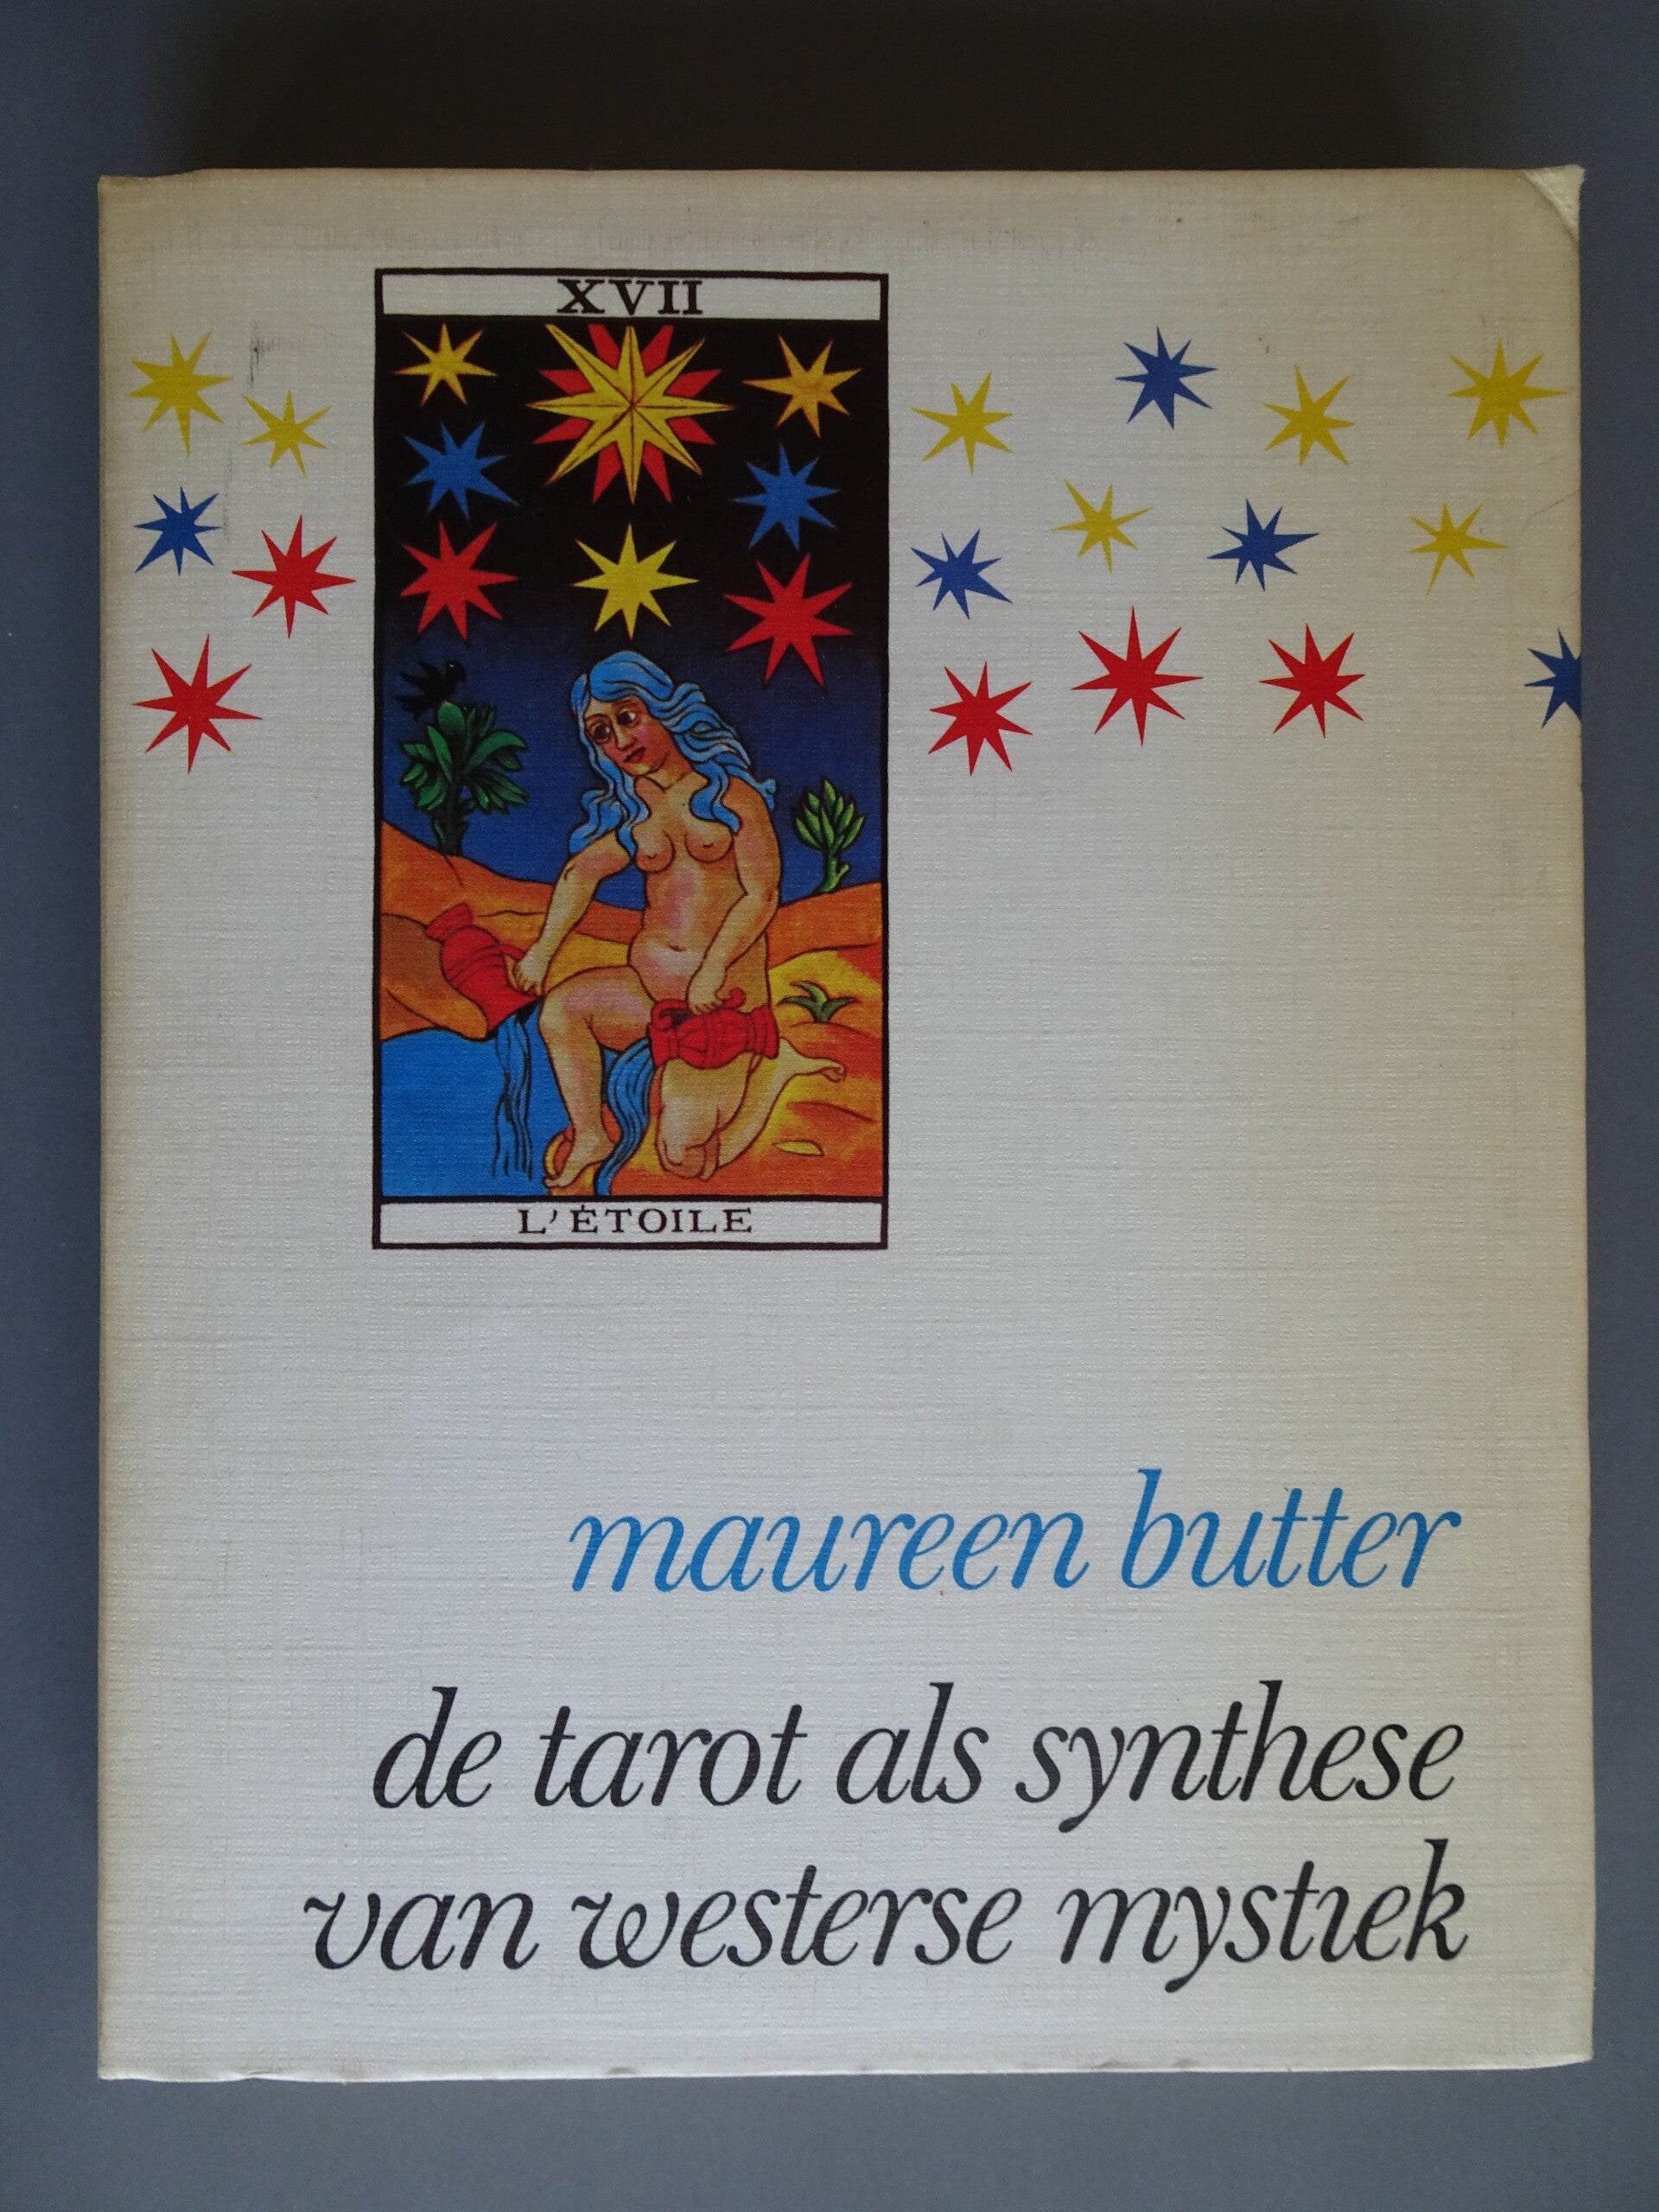 XVII
L'ÉTOILE
maureen butter
de tarot als synthese
van westerse mystiek